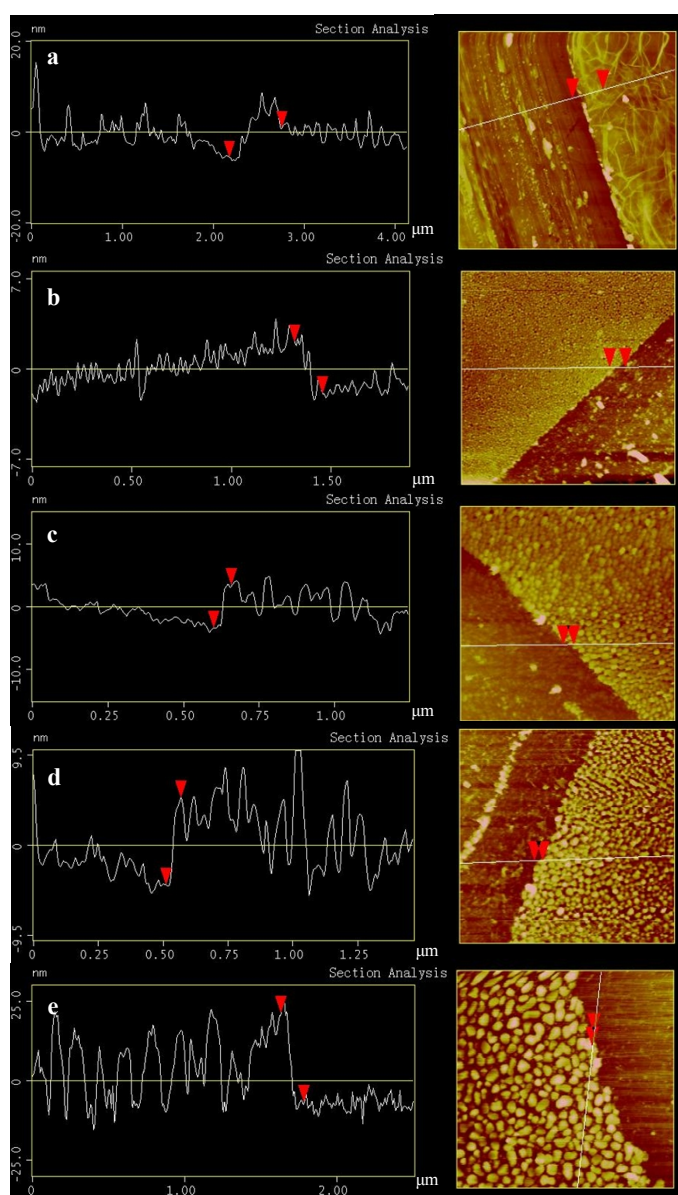 Section Analysis
nm
a
20.0
0
-20.0
0 1.00 2.00 3.00 4.00 μm
Section Analysis
nm
b
7.0
0
-7.0
0.50 1.00 1.50 μm
Section Analysis
nm
c
10.0
0
-10.0
0 0.25 0.50 0.75 1.00 μm
Section Analysis
nm
d
9.5
0
-9.5
0 0.25 0.50 0.75 1.00 1.25 μm
Section Analysis
nm
e
25.0
0
-25.0
0 1.00 2.00 μm